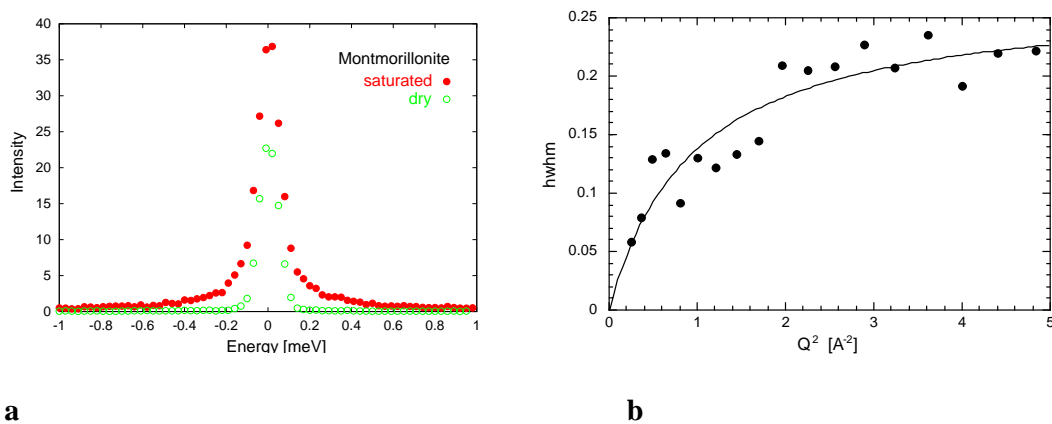 40
35
30
25
20
15
10
5
0
Intensity
Montmorillonite
saturated
dry
-1 -0.8 -0.6 -0.4 -0.2 0 0.2 0.4 0.6 0.8 1
Energy [meV]
a
0.25
0.2
0.15
0.1
0.05
0
hwhm
0 1 2 3 4 5
Q² [A⁻²]
b